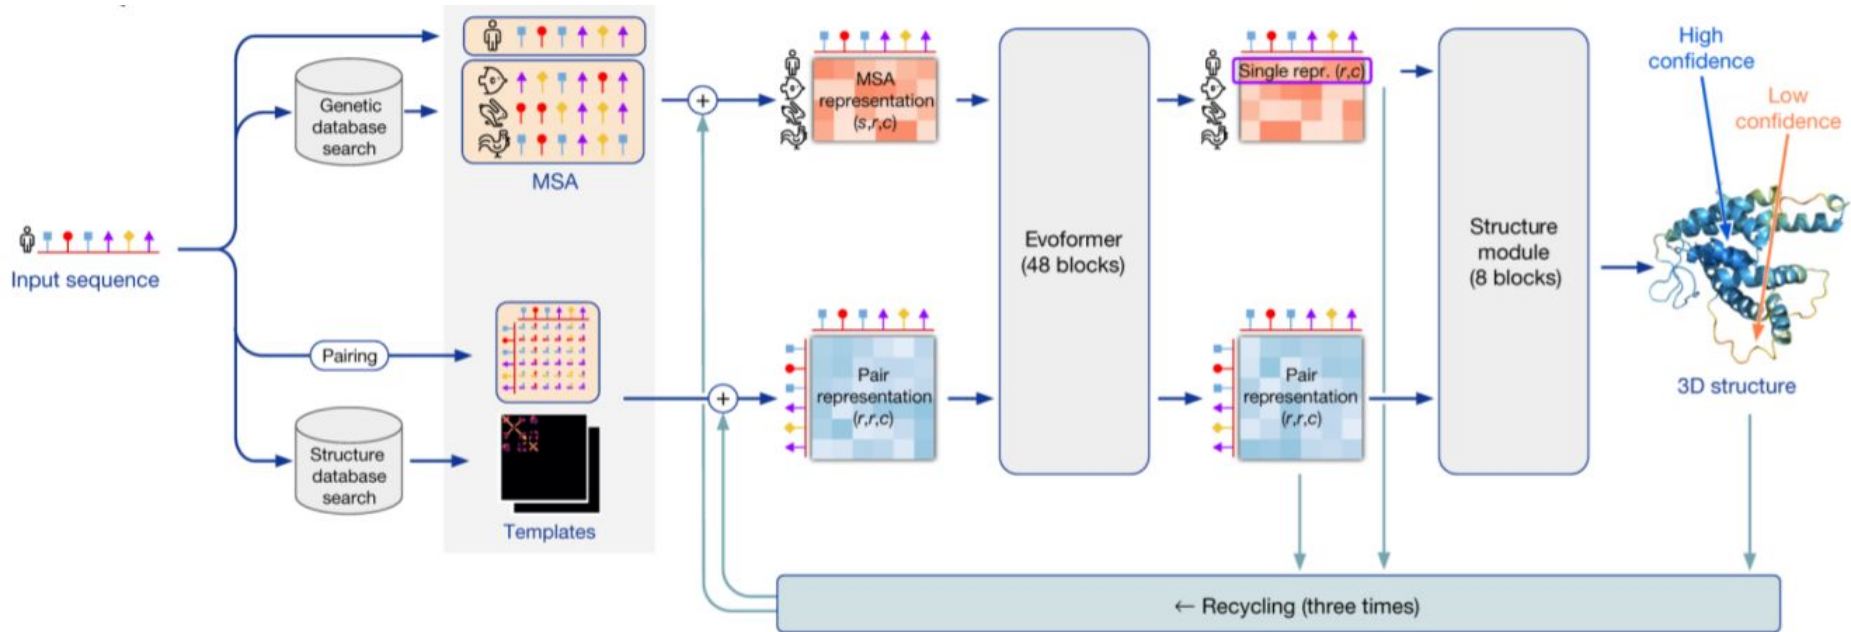 Input sequence
Genetic
database
search
MSA
Pairing
Structure
database
search
Templates
MSA
representation
(s,r,c)
Pair
representation
(r,r,c)
Evoformer
(48 blocks)
Single repr. (r,c)
Pair
representation
(r,r,c)
Structure
module
(8 blocks)
High
confidence
Low
confidence
3D structure
← Recycling (three times)